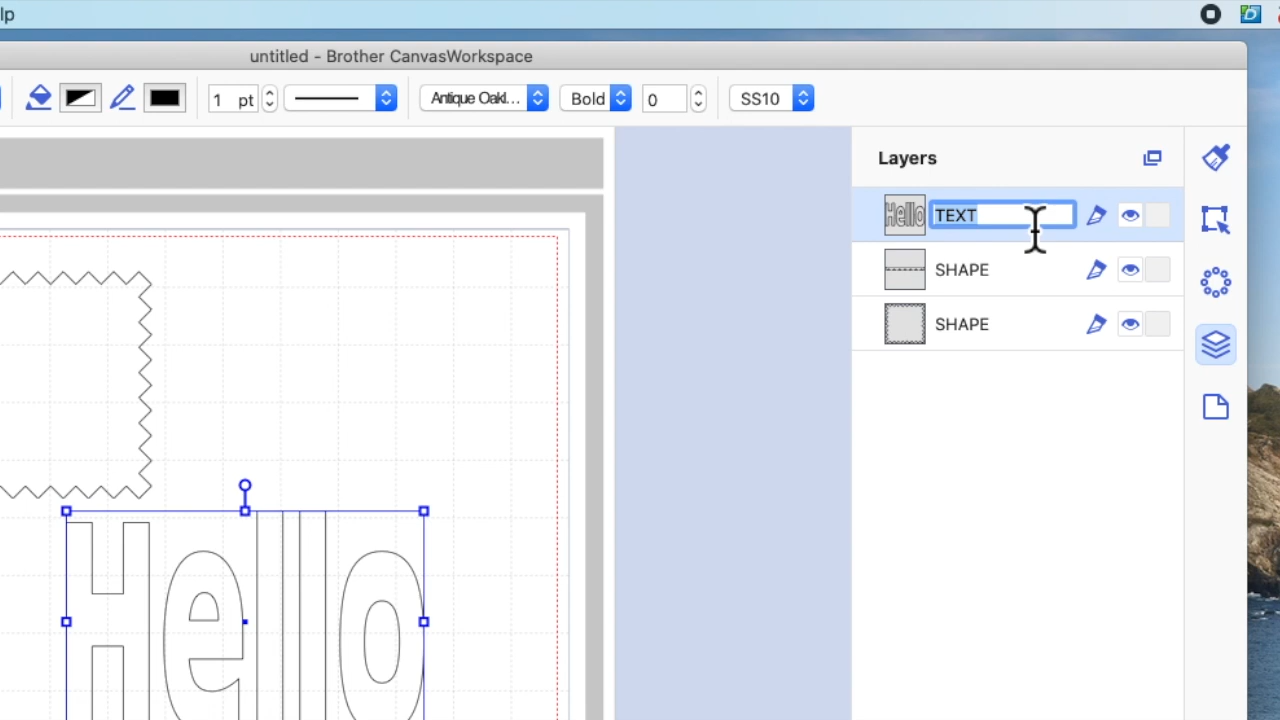 lp
untitled - Brother CanvasWorkspace
1 pt
Antique Oakl...
Bold
0
SS10
Layers
Hello
TEXT
SHAPE
SHAPE
Hello